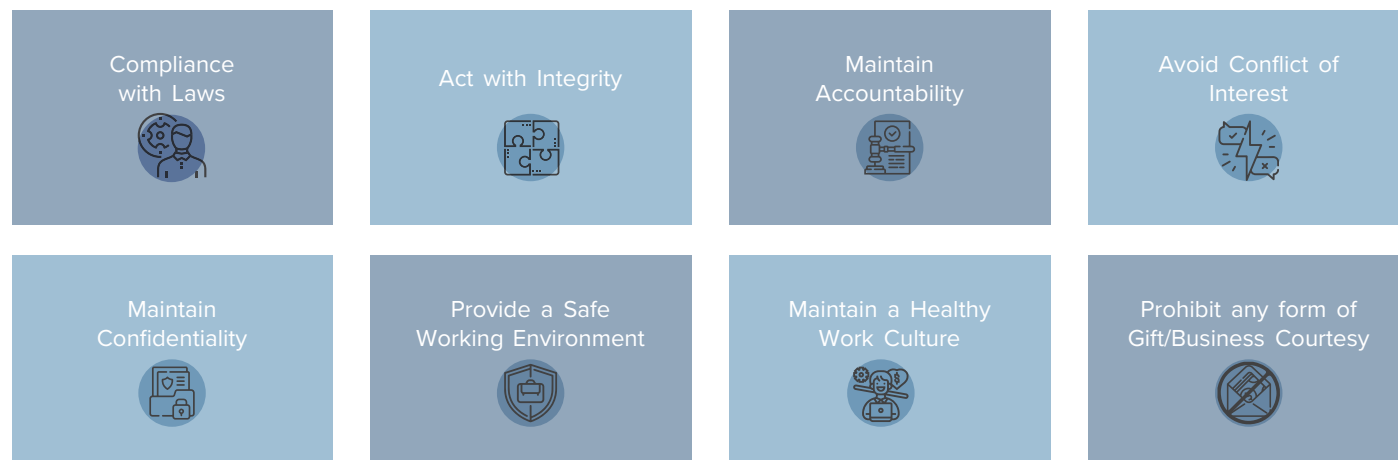 Compliance
with Laws
Act with Integrity
Maintain
Accountability
Avoid Conflict of
Interest
Maintain
Confidentiality
Provide a Safe
Working Environment
Maintain a Healthy
Work Culture
Prohibit any form of
Gift/Business Courtesy